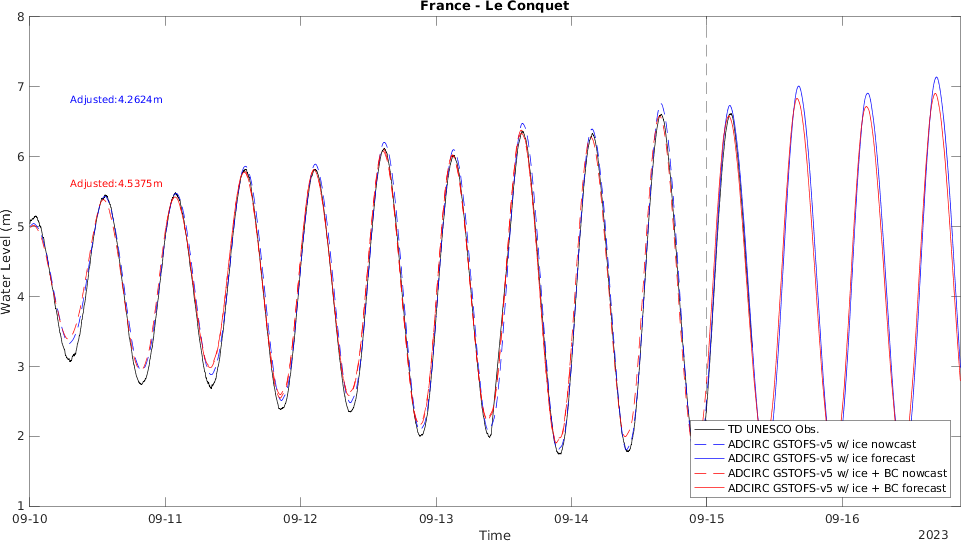 France - Le Conquet
8
7
6
5
4
3
2
1
Water Level (m)
Adjusted:4.2624m
Adjusted:4.5375m
TD UNESCO Obs.
ADCIRC GSTOFS-v5 w/ ice nowcast
ADCIRC GSTOFS-v5 w/ ice forecast
ADCIRC GSTOFS-v5 w/ ice + BC nowcast
ADCIRC GSTOFS-v5 w/ ice + BC forecast
09-10 09-11 09-12 09-13 09-14 09-15 09-16
Time
2023